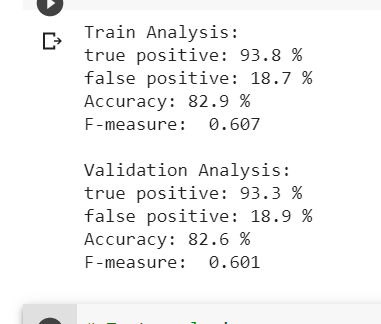 Train Analysis:
true positive: 93.8 %
false positive: 18.7 %
Accuracy: 82.9 %
F-measure:  0.607
Validation Analysis:
true positive: 93.3 %
false positive: 18.9 %
Accuracy: 82.6 %
F-measure:  0.601